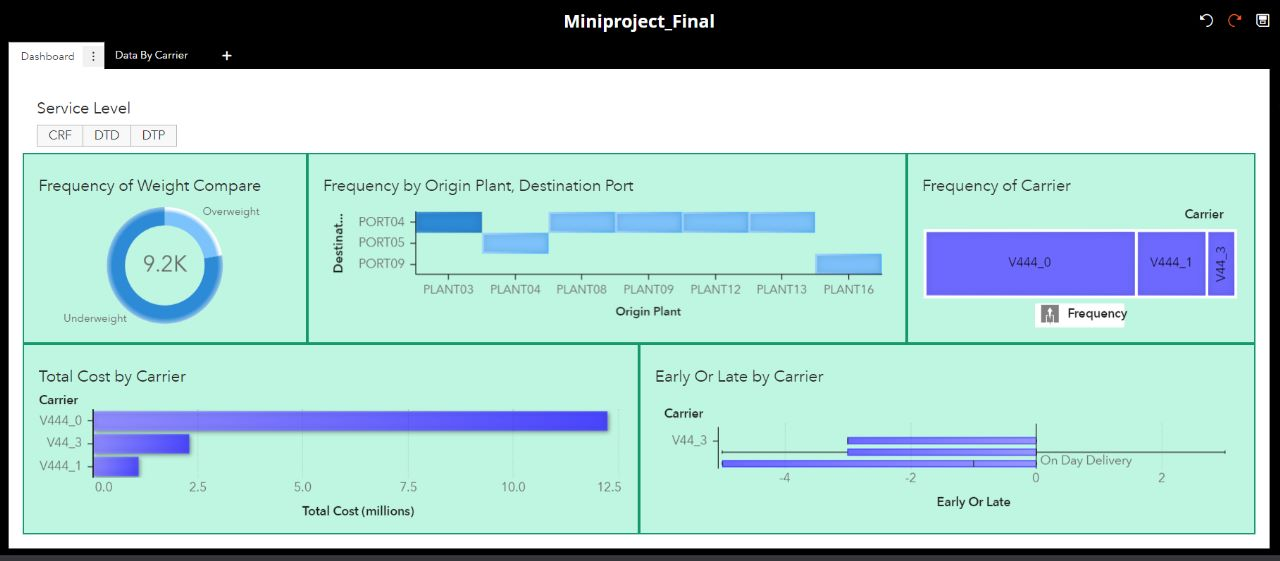 Miniproject_Final
Dashboard
Data By Carrier
+
Service Level
CRF DTD DTP
Frequency of Weight Compare
Overweight
9.2K
Underweight
Frequency by Origin Plant, Destination Port
Destinat...
PORT04
PORT05
PORT09
PLANT03 PLANT04 PLANT08 PLANT09 PLANT12 PLANT13 PLANT16
Origin Plant
Frequency of Carrier
Carrier
V444_0 V444_1 V44_3
Frequency
Total Cost by Carrier
Carrier
V444_0
V44_3
V444_1
0.0 2.5 5.0 7.5 10.0 12.5
Total Cost (millions)
Early Or Late by Carrier
Carrier
V44_3
On Day Delivery
-4 -2 0 2
Early Or Late